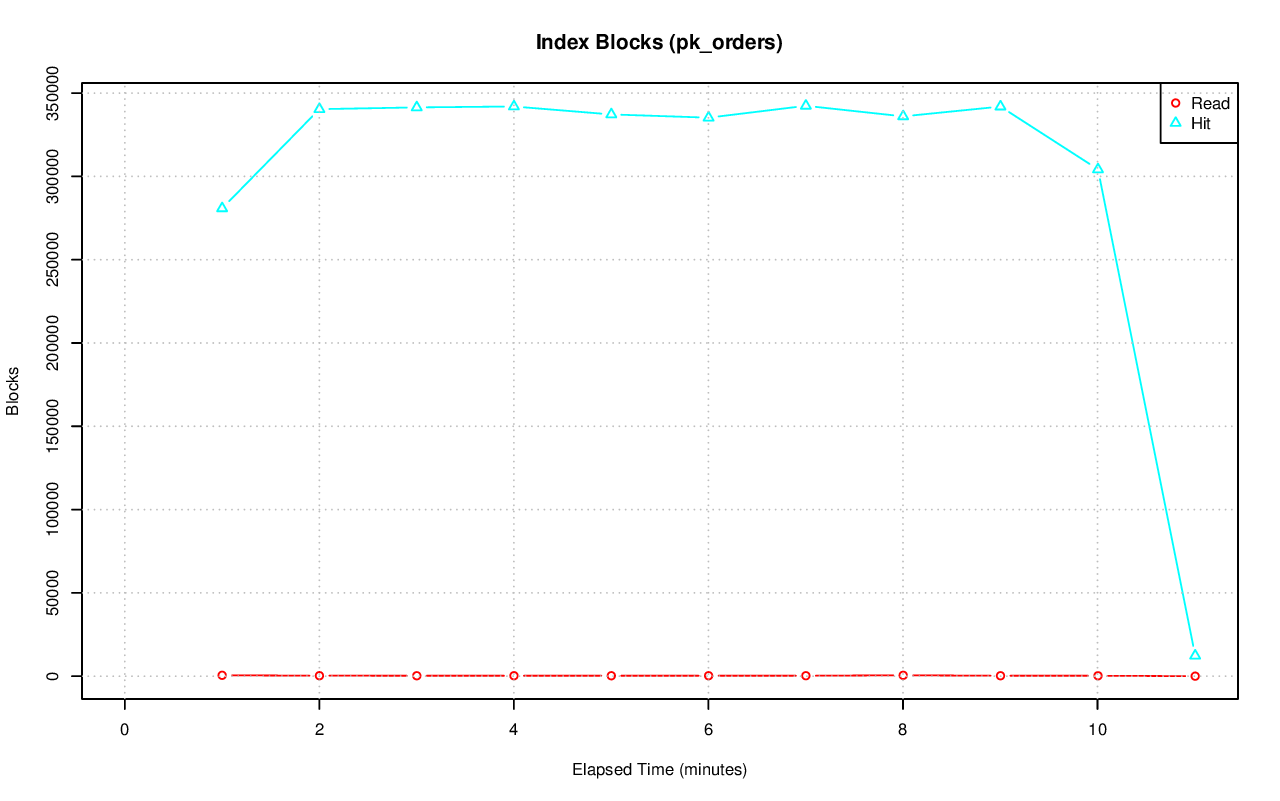 Index Blocks (pk_orders)
Read
Hit
350000
300000
250000
200000
150000
100000
50000
0
Blocks
0 2 4 6 8 10
Elapsed Time (minutes)